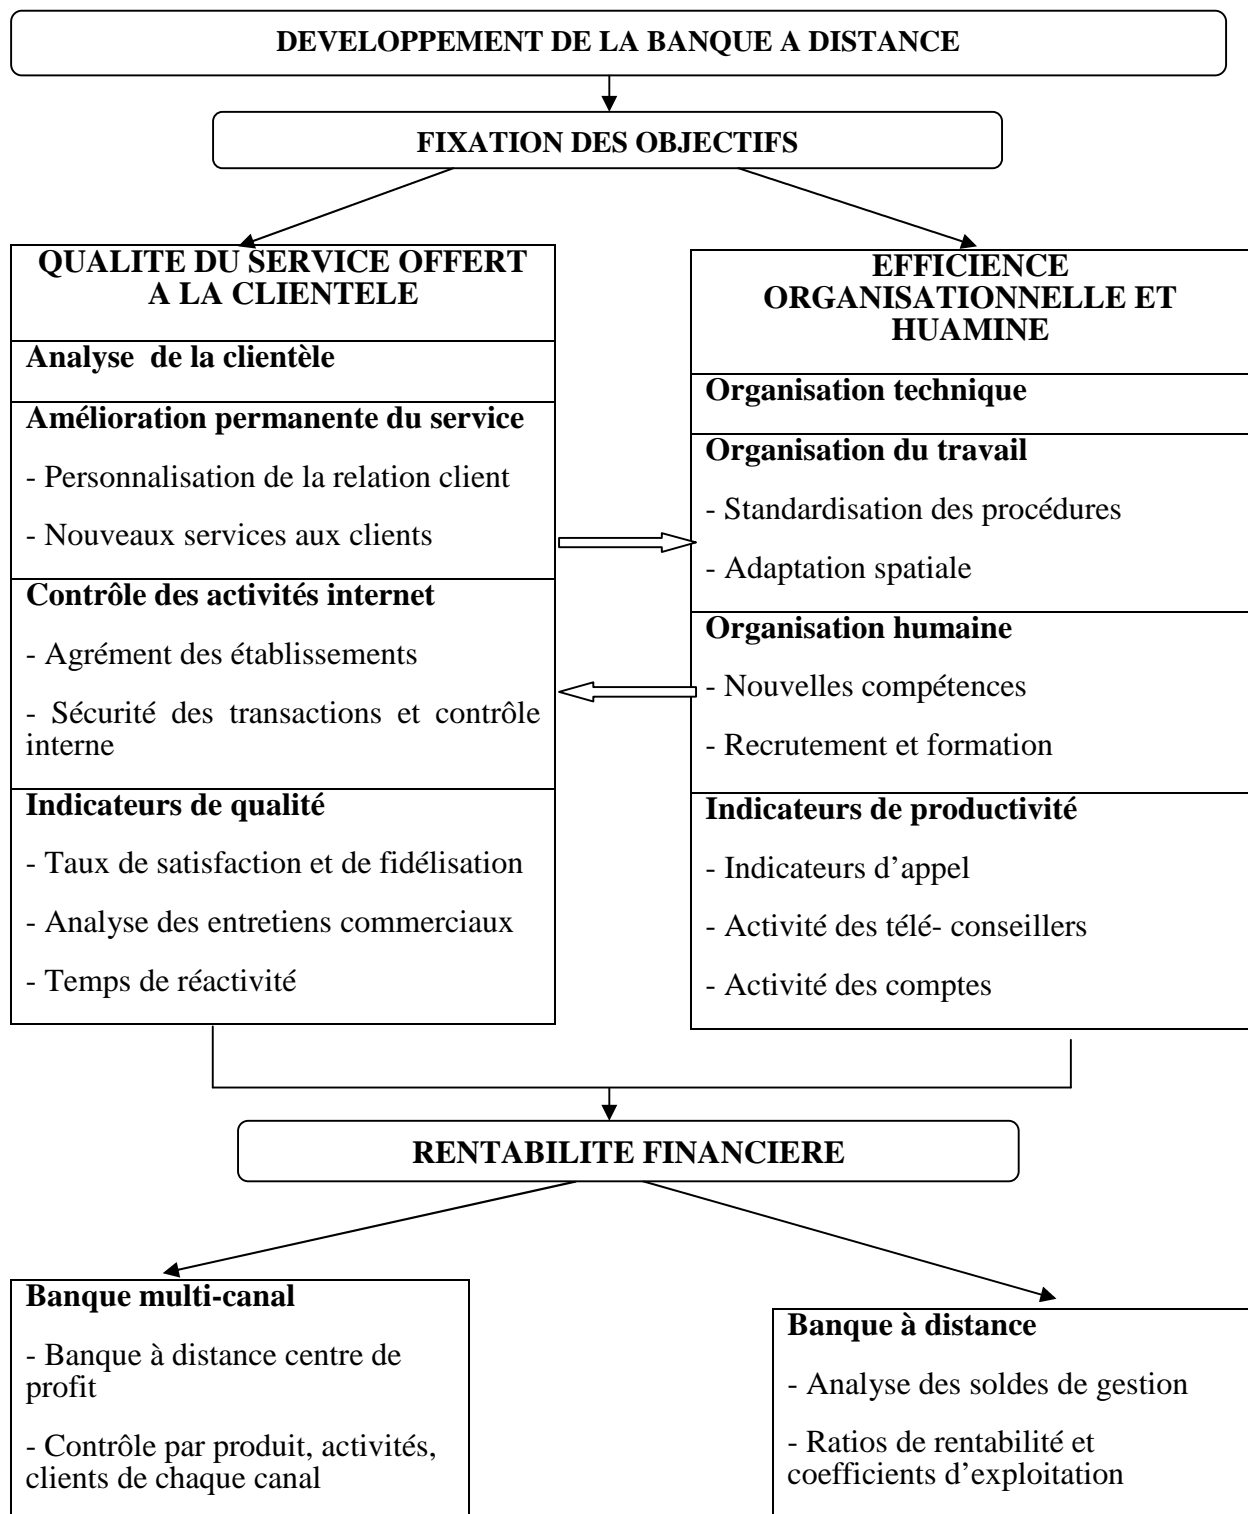 DEVELOPPEMENT DE LA BANQUE A DISTANCE
FIXATION DES OBJECTIFS
QUALITE DU SERVICE OFFERT
A LA CLIENTELE
Analyse de la clientèle
Amélioration permanente du service
- Personnalisation de la relation client
- Nouveaux services aux clients
Contrôle des activités internet
- Agrément des établissements
- Sécurité des transactions et contrôle
interne
Indicateurs de qualité
- Taux de satisfaction et de fidélisation
- Analyse des entretiens commerciaux
- Temps de réactivité
EFFICIENCE
ORGANISATIONNELLE ET
HUAMINE
Organisation technique
Organisation du travail
- Standardisation des procédures
- Adaptation spatiale
Organisation humaine
- Nouvelles compétences
- Recrutement et formation
Indicateurs de productivité
- Indicateurs d’appel
- Activité des télé- conseillers
- Activité des comptes
RENTABILITE FINANCIERE
Banque multi-canal
- Banque à distance centre de
profit
- Contrôle par produit, activités,
clients de chaque canal
Banque à distance
- Analyse des soldes de gestion
- Ratios de rentabilité et
coefficients d’exploitation